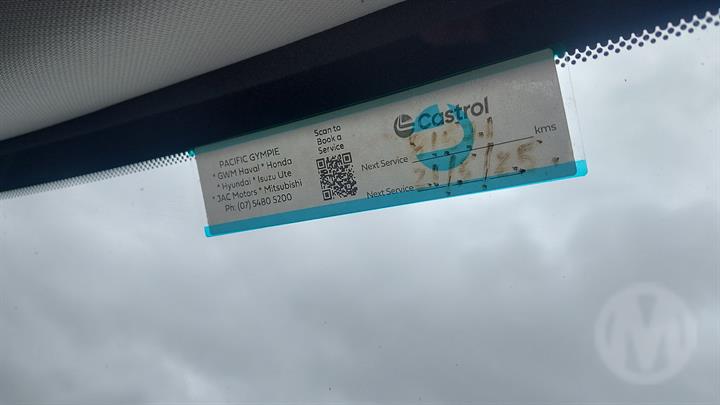 PACIFIC GYMPIE
* GWM Haval * Honda
* Hyundai * Isuzu Ute
* JAC Motors * Mitsubishi
Ph: (07) 5480 5200
Scan to
Book a
Service
Castrol
Next Service kms
Next Service
M